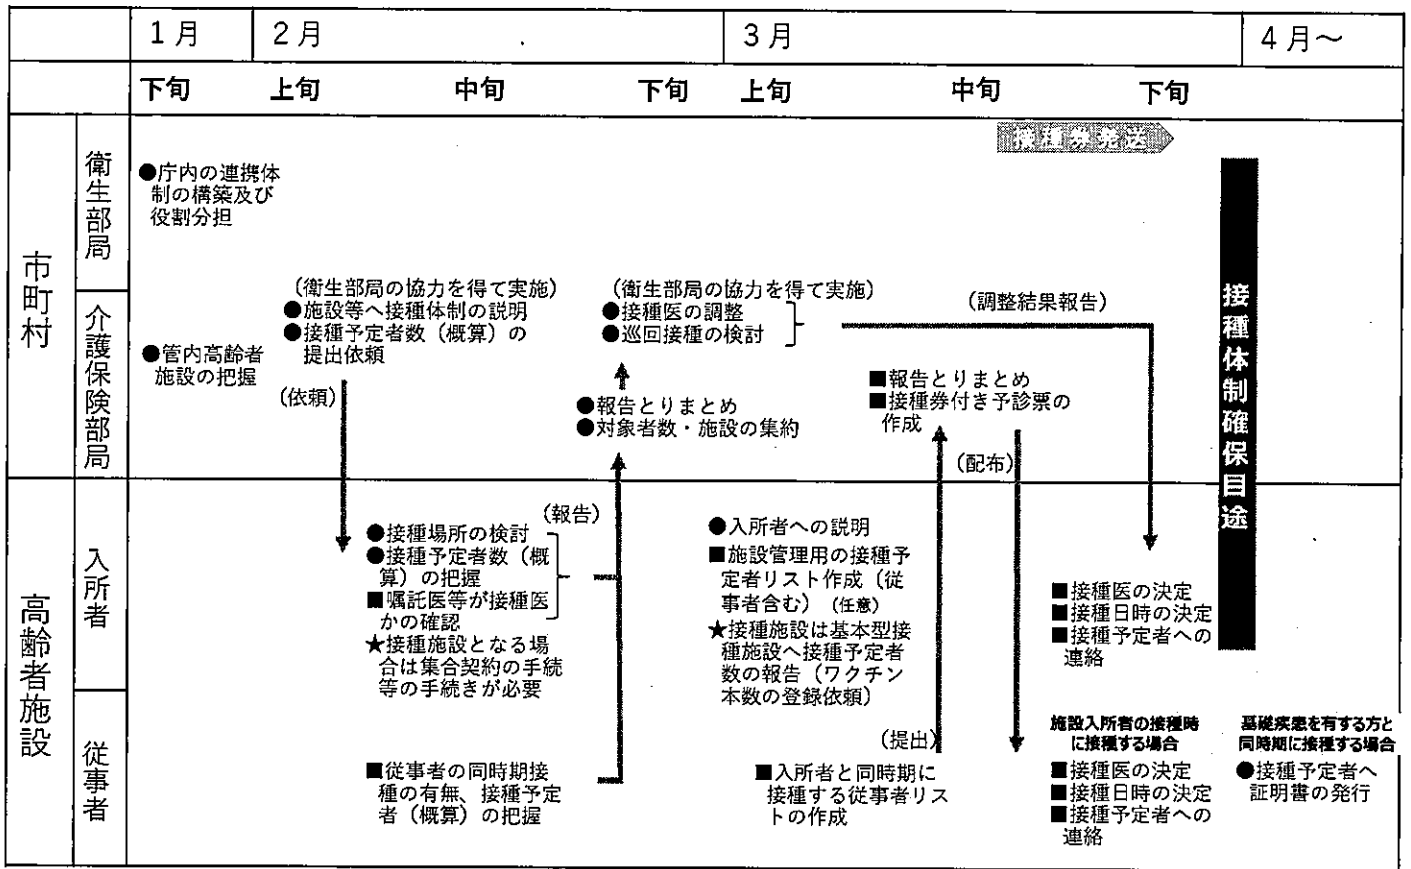 1月
2月
3月
4月～
下旬
上旬
中旬
下旬
上旬
中旬
下旬
市町村
衛生部局
介護保険部局
高齢者施設
入所者
従事者
接種券発送
●庁内の連携体
制の構築及び
役割分担
●管内高齢者
施設の把握
（衛生部局の協力を得て実施）
●施設等へ接種体制の説明
●接種予定者数（概算）の
提出依頼
（依頼）
（衛生部局の協力を得て実施）
●接種医の調整
●巡回接種の検討
●報告とりまとめ
●対象者数・施設の集約
（調整結果報告）
■報告とりまとめ
■接種券付き予診票の
作成
（配布）
接種体制確保目途
（報告）
●接種場所の検討
●接種予定者数（概
算）の把握
■嘱託医等が接種医
かの確認
★接種施設となる場
合は集合契約の手続
等の手続きが必要
●入所者への説明
■施設管理用の接種予
定者リスト作成（従
事者含む）（任意）
★接種施設は基本型接
種施設へ接種予定者
数の報告（ワクチン
本数の登録依頼）
■接種医の決定
■接種日時の決定
■接種予定者への
連絡
■従事者の同時期接
種の有無、接種予定
者（概算）の把握
（提出）
■入所者と同時期に
接種する従事者リス
トの作成
施設入所者の接種時
に接種する場合
■接種医の決定
■接種日時の決定
■接種予定者への
連絡
基礎疾患を有する方と
同時期に接種する場合
●接種予定者へ
証明書の発行